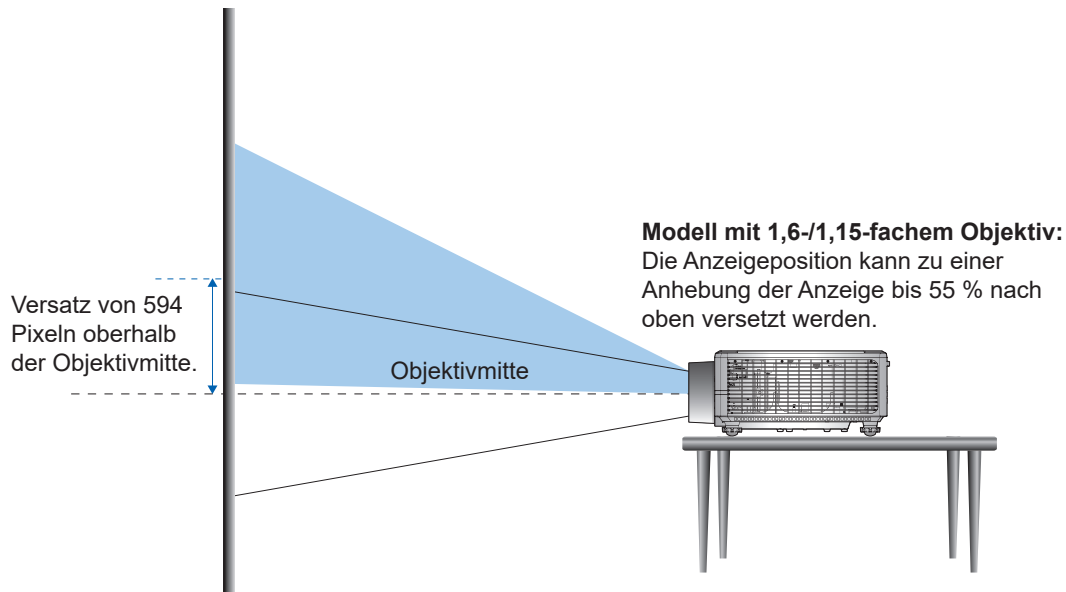 Modell mit 1,6-/1,15-fachem Objektiv:
Die Anzeigeposition kann zu einer
Anhebung der Anzeige bis 55 % nach
oben versetzt werden.
Versatz von 594
Pixeln oberhalb
der Objektivmitte.
Objektivmitte